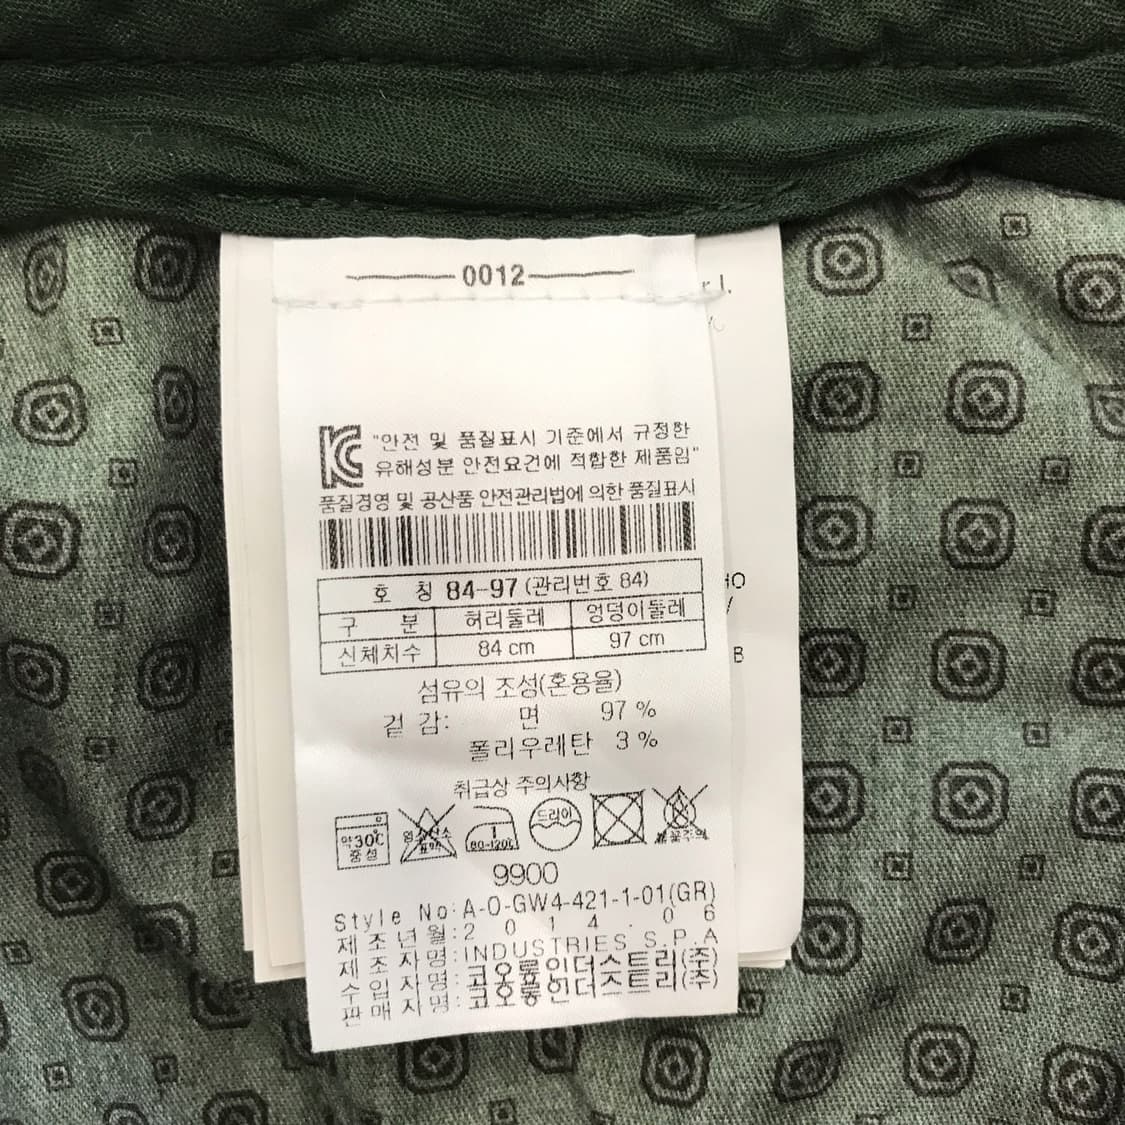 0012
r l.
"안전 및 품질표시 기준에서 규정한
유해성분 안전요건에 적합한 제품임"
품질경영 및 공산품 안전관리법에 의한 품질표시
호 칭 84-97 (관리번호 84)
구 분 허리둘레 엉덩이둘레
신체치수 84 cm 97 cm
HO
B
섬유의 조성(혼용율)
겉 감: 면 97 %
폴리우레탄 3 %
취급상 주의사항
약30℃
중성
드라이
80-120℃
9900
Style No:A-0-GW4-421-1-01(GR)
제 조 년 월:2 0 1 4 . 0 6
제 조 자 명:INDUSTRIES S.P.A
수 입 자 명:코오롱인더스트리(주)
판 매 자 명:코오롱인더스트리(주)